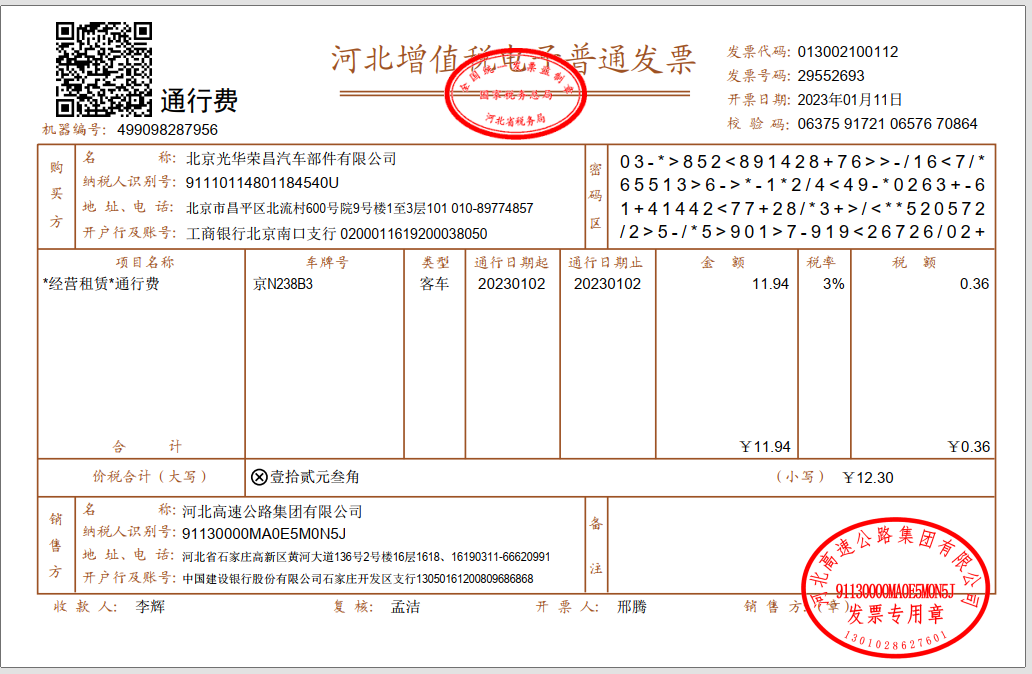 河北增值税电子普通发票
全国统一发票监制章
国家税务总局
河北省税务局
通行费
机器编号: 499098287956
发票代码: 013002100112
发票号码: 29552693
开票日期: 2023年01月11日
校 验 码: 06375 91721 06576 70864
购买方
名 称: 北京光华荣昌汽车部件有限公司
纳税人识别号: 91110114801184540U
地 址、电 话: 北京市昌平区北流村600号院9号楼1至3层101 010-89774857
开户行及账号: 工商银行北京南口支行 0200011619200038050
密码区
03-*>852<891428+76>>-/16<7/*
65513>6->*-1*2/4<49-*0263+-6
1+41442<77+28/*3+>/<**520572
/2>5-/*5>901>7-919<26726/02+
项目名称 车牌号 类型 通行日期起 通行日期止 金 额 税率 税 额
*经营租赁*通行费 京N238B3 客车 20230102 20230102 11.94 3% 0.36
合 计 ￥11.94 ￥0.36
价税合计（大写） ⊗壹拾贰元叁角 （小写） ￥12.30
销售方
名 称: 河北高速公路集团有限公司
纳税人识别号: 91130000MA0E5M0N5J
地 址、电 话: 河北省石家庄高新区黄河大道136号2号楼16层1618、16190311-66620991
开户行及账号: 中国建设银行股份有限公司石家庄开发区支行13050161200809686868
备注
收 款 人: 李辉 复 核: 孟洁 开 票 人: 邢腾 销 售 方:（章）
河北高速公路集团有限公司
91130000MA0E5M0N5J
发票专用章
1301028627601